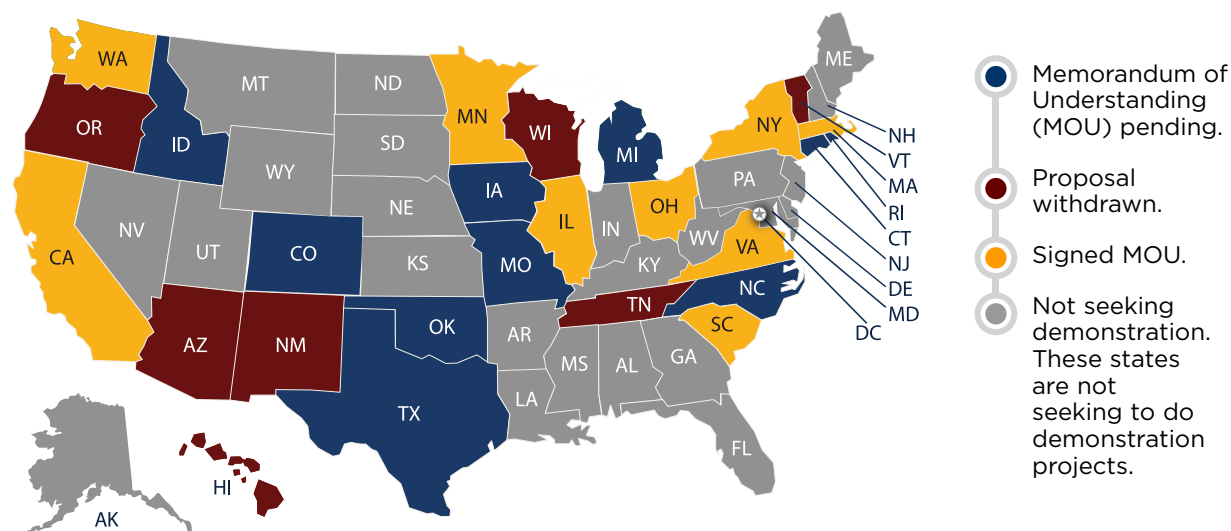 WA
MT
ND
MN
ME
OR
ID
WI
NY
SD
MI
WY
IA
PA
NE
NV
IL
IN
OH
UT
WV
VA
CA
CO
KS
MO
KY
NC
TN
OK
AR
SC
AZ
NM
MS
AL
GA
TX
LA
FL
HI
AK
NH
VT
MA
RI
CT
NJ
DE
MD
DC
Memorandum of
Understanding
(MOU) pending.
Proposal
withdrawn.
Signed MOU.
Not seeking
demonstration.
These states
are not
seeking to do
demonstration
projects.